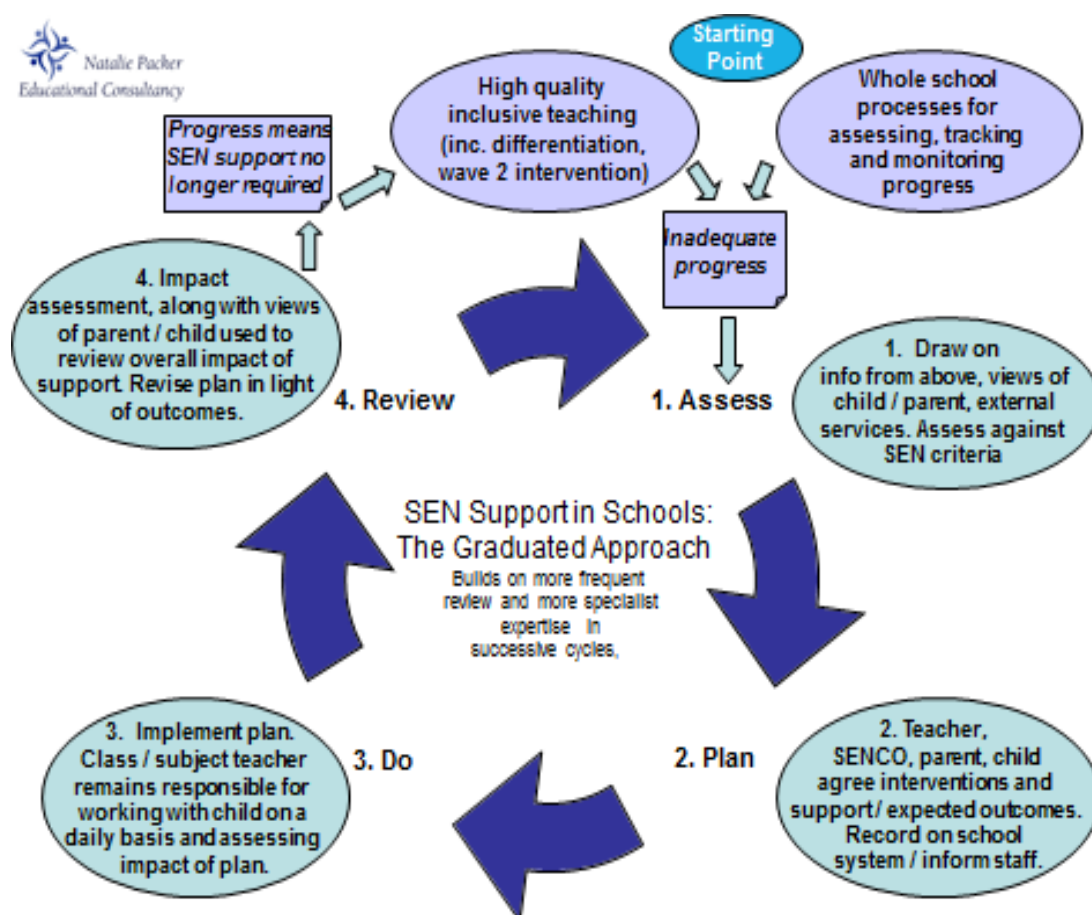 Natalie Packer
Educational Consultancy
Starting
Point
High quality
inclusive teaching
(inc. differentiation,
wave 2 intervention)
Whole school
processes for
assessing, tracking
and monitoring
progress
Progress means
SEN support no
longer required
Inadequate
progress
4. Impact
assessment, along with views
of parent / child used to
review overall impact of
support. Revise plan in light
of outcomes.
4. Review
1. Assess
1. Draw on
info from above, views of
child / parent, external
services. Assess against
SEN criteria
SEN Support in Schools:
The Graduated Approach
Builds on more frequent
review and more specialist
expertise in
successive cycles,
3. Implement plan.
Class / subject teacher
remains responsible for
working with child on a
daily basis and assessing
impact of plan.
3. Do
2. Plan
2. Teacher,
SENCO, parent, child
agree interventions and
support / expected outcomes.
Record on school
system / inform staff.